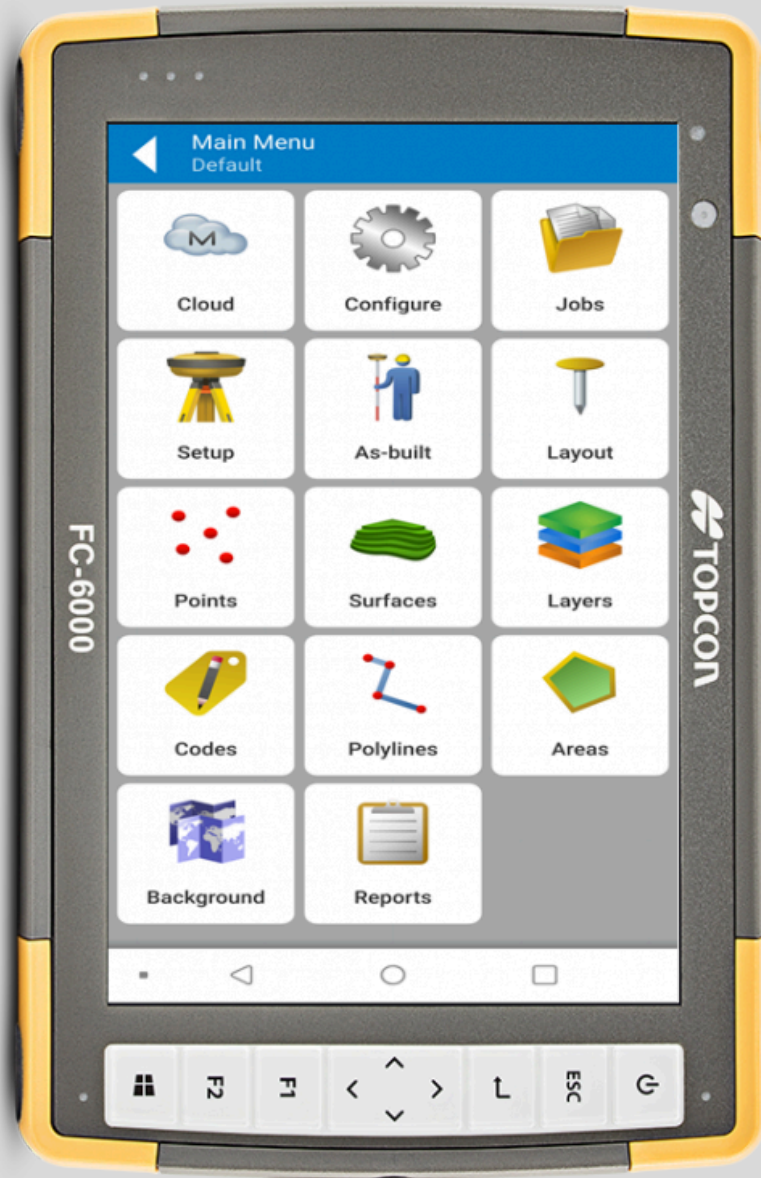 Main Menu
Default
M
Cloud
Configure
Jobs
Setup
As-built
Layout
Points
Surfaces
Layers
Codes
Polylines
Areas
Background
Reports
FC-6000
TOPCON
F2
F1
ESC